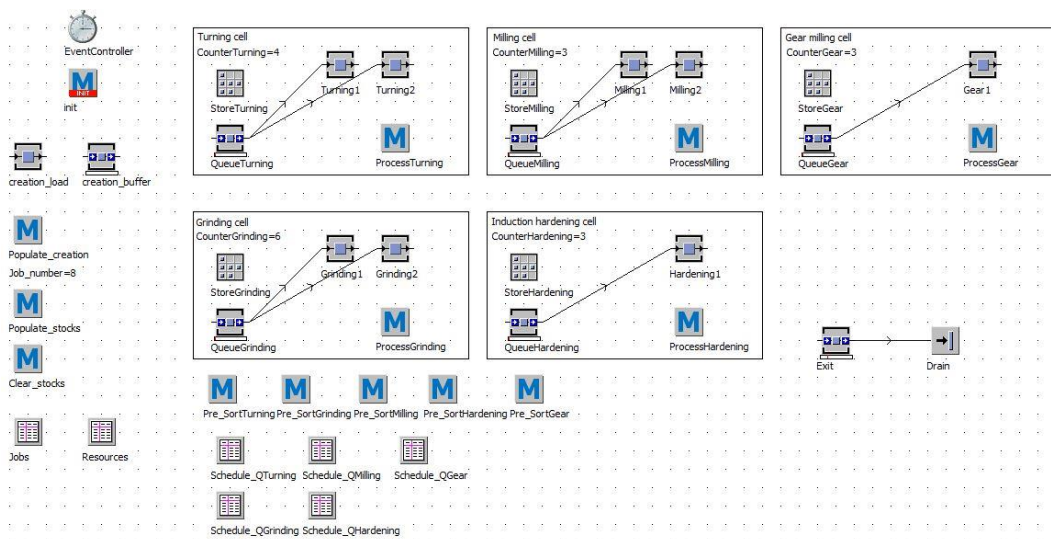 EventController
M
INIT
init
creation_load
creation_buffer
M
Populate_creation
Job_number=8
M
Populate_stocks
M
Clear_stocks
Jobs
Resources
Turning cell
CounterTurning=4
StoreTurning
Turning1
Turning2
QueueTurning
M
ProcessTurning
Milling cell
CounterMilling=3
StoreMilling
Milling1
Milling2
QueueMilling
M
ProcessMilling
Gear milling cell
CounterGear=3
StoreGear
Gear1
QueueGear
M
ProcessGear
Grinding cell
CounterGrinding=6
StoreGrinding
Grinding1
Grinding2
QueueGrinding
M
ProcessGrinding
Induction hardening cell
CounterHardening=3
StoreHardening
Hardening1
QueueHardening
M
ProcessHardening
Exit
Drain
M M M M M
Pre_SortTurning Pre_SortGrinding Pre_SortMilling Pre_SortHardening Pre_SortGear
Schedule_QTurning Schedule_QMilling Schedule_QGear
Schedule_QGrinding Schedule_QHardening